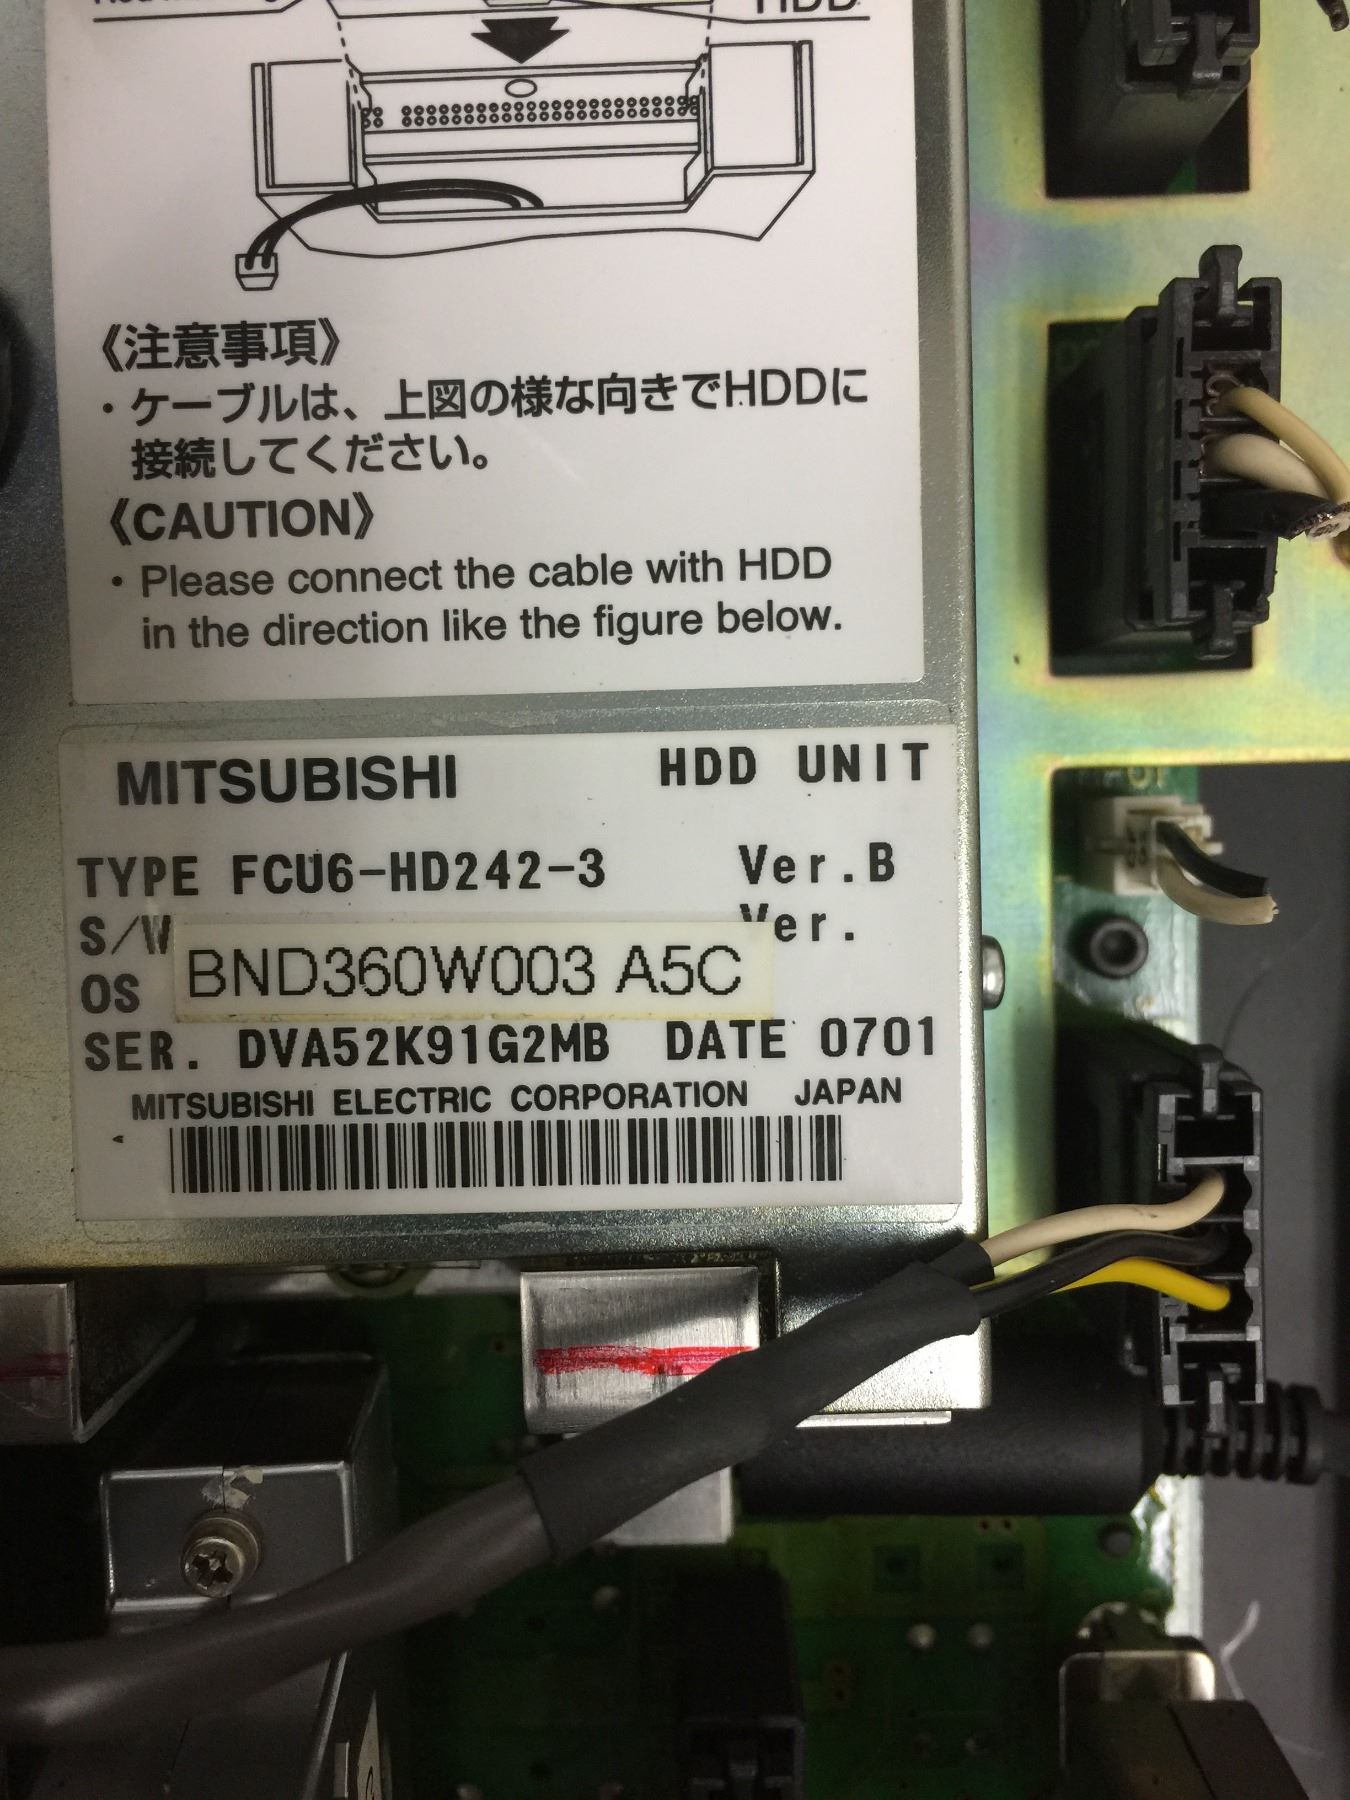 HDD
《注意事項》
・ケーブルは、上図の様な向きでHDDに
接続してください。
《CAUTION》
・Please connect the cable with HDD
in the direction like the figure below.
MITSUBISHI HDD UNIT
TYPE FCU6-HD242-3 Ver.B
S/W Ver.
BND360W003 A5C
OS
SER. DVA52K91G2MB DATE 0701
MITSUBISHI ELECTRIC CORPORATION JAPAN